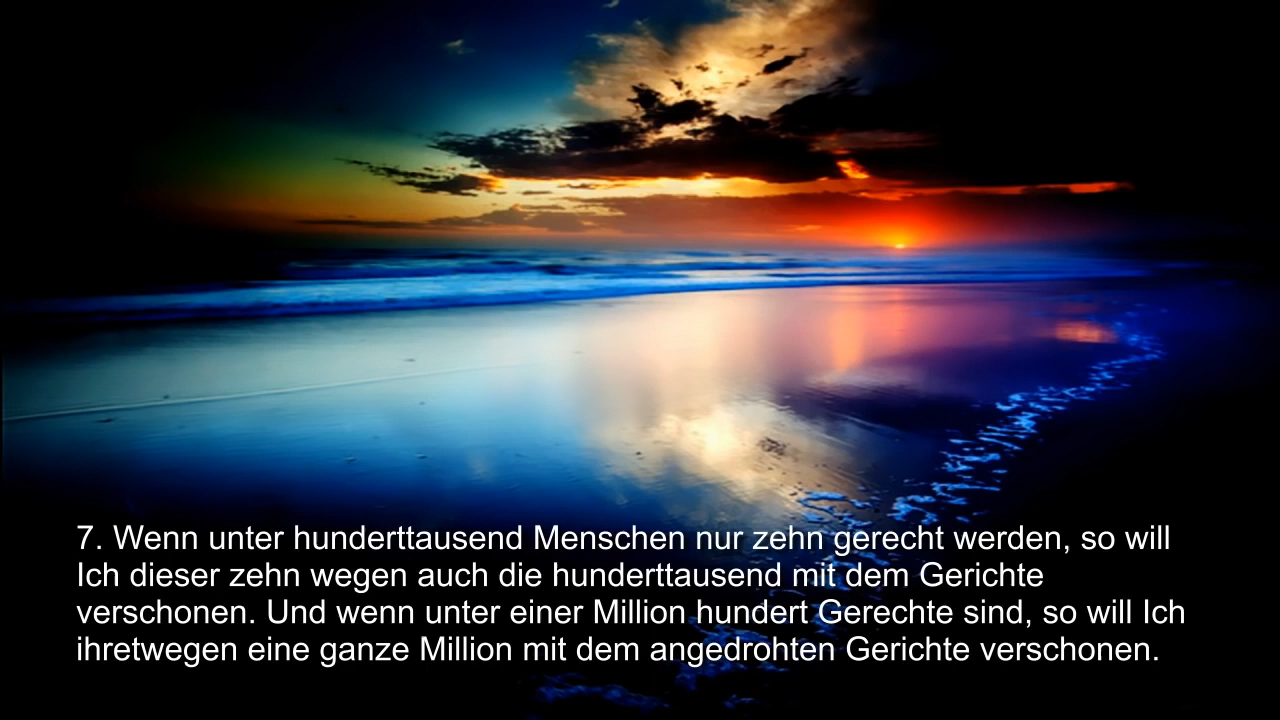 7. Wenn unter hunderttausend Menschen nur zehn gerecht werden, so will
Ich dieser zehn wegen auch die hunderttausend mit dem Gerichte
verschonen. Und wenn unter einer Million hundert Gerechte sind, so will Ich
ihretwegen eine ganze Million mit dem angedrohten Gerichte verschonen.